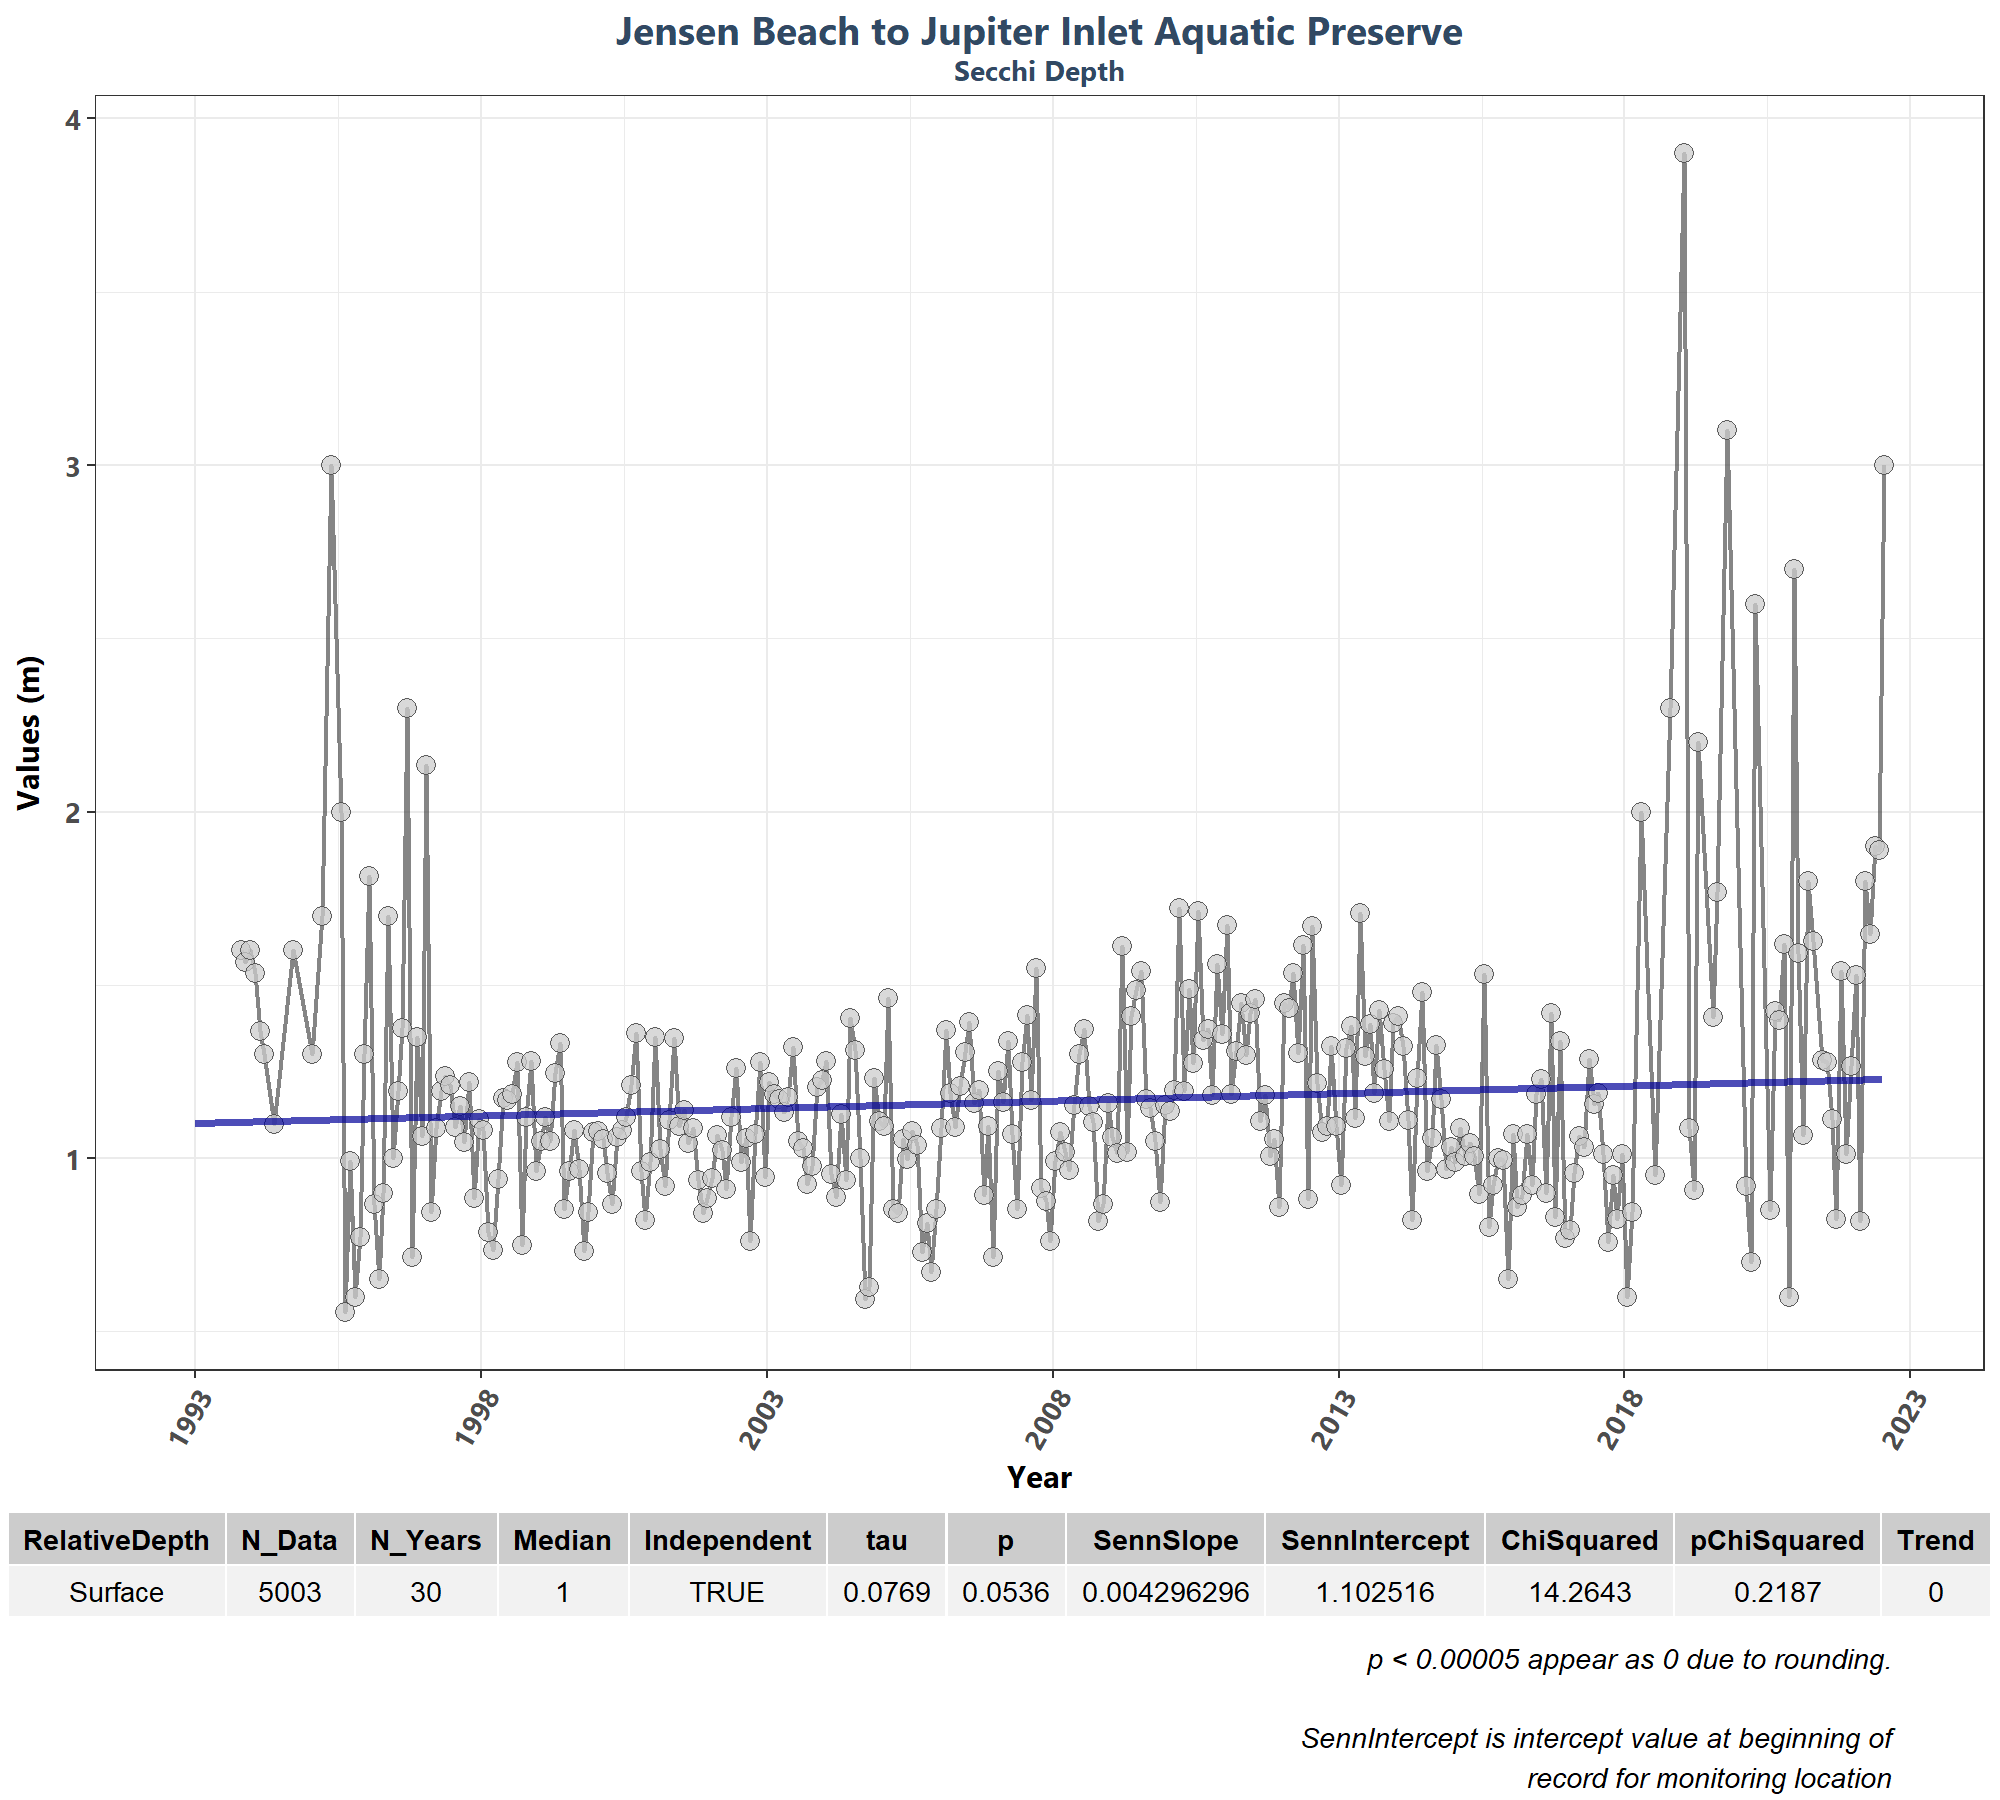 Jensen Beach to Jupiter Inlet Aquatic Preserve
Secchi Depth
4
3
2
1
Values (m)
1993 1998 2003 2008 2013 2018 2023
Year
RelativeDepth N_Data N_Years Median Independent tau p SennSlope SennIntercept ChiSquared pChiSquared Trend
Surface 5003 30 1 TRUE 0.0769 0.0536 0.004296296 1.102516 14.2643 0.2187 0
p < 0.00005 appear as 0 due to rounding.
SennIntercept is intercept value at beginning of
record for monitoring location